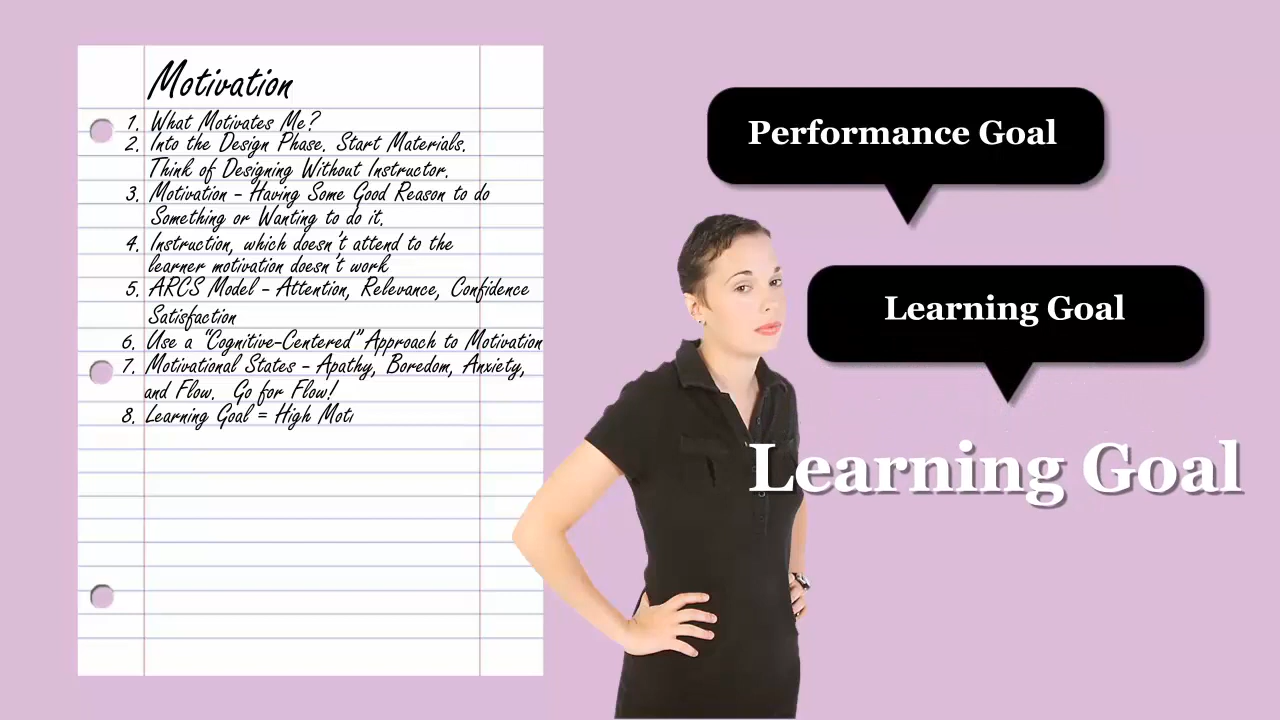 Motivation
1. What Motivates Me?
2. Into the Design Phase. Start Materials.
Think of Designing Without Instructor.
3. Motivation - Having Some Good Reason to do
Something or Wanting to do it.
4. Instruction, which doesn't attend to the
learner motivation doesn't work
5. ARCS Model - Attention, Relevance, Confidence
Satisfaction
6. Use a "Cognitive-Centered" Approach to Motivation
7. Motivational States - Apathy, Boredom, Anxiety,
and Flow. Go for Flow!
8. Learning Goal = High Moti
Performance Goal
Learning Goal
Learning Goal